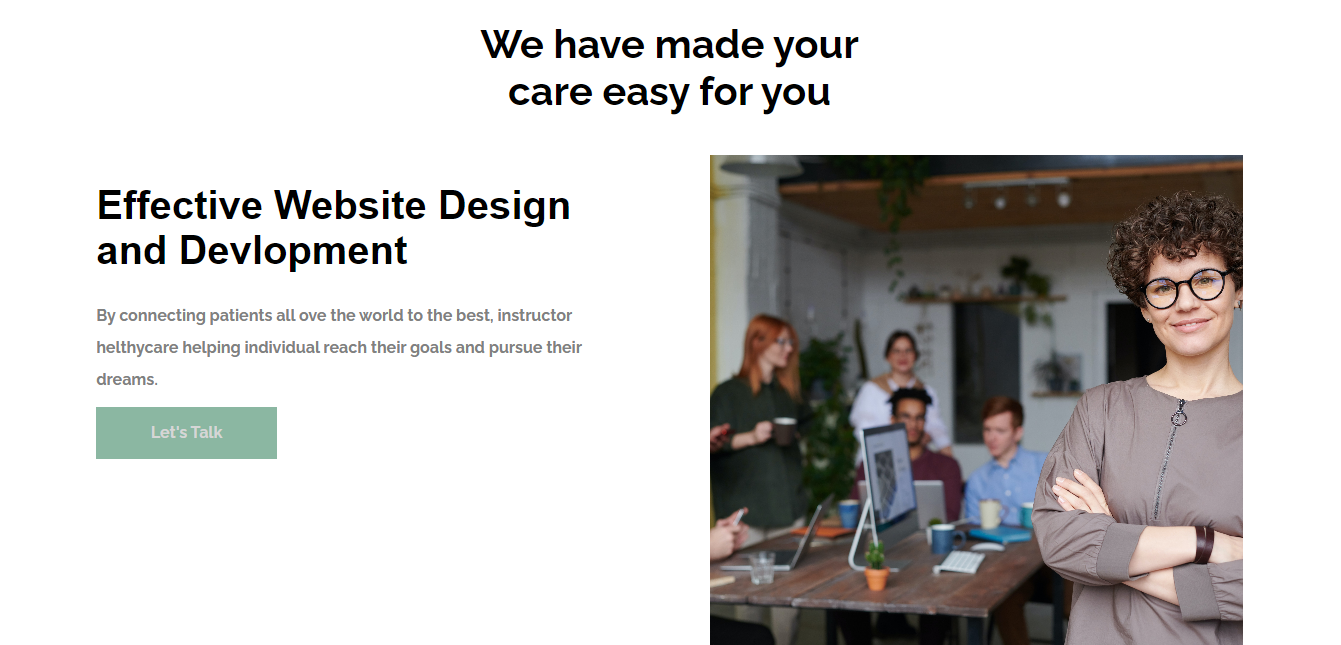 We have made your
care easy for you
Effective Website Design
and Devlopment
By connecting patients all ove the world to the best, instructor
helthycare helping individual reach their goals and pursue their
dreams.
Let's Talk